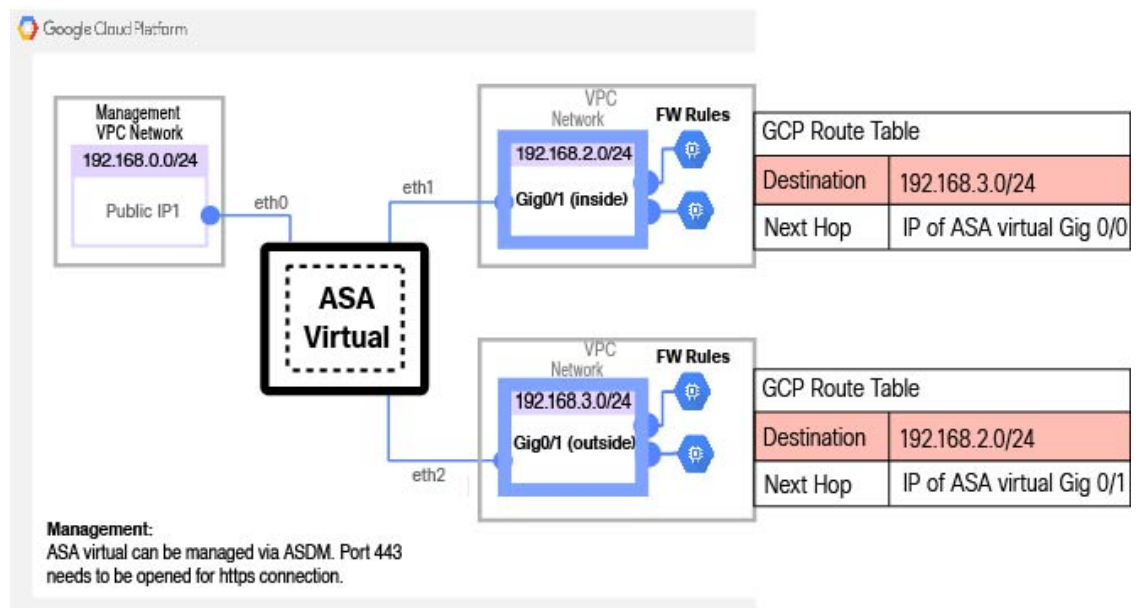 Google Cloud Platform
Management
VPC Network
192.168.0.0/24
Public IP1
eth0
eth1
eth2
ASA
Virtual
VPC
Network
FW Rules
192.168.2.0/24
Gig0/1 (inside)
GCP Route Table
Destination 192.168.3.0/24
Next Hop IP of ASA virtual Gig 0/0
VPC
Network
FW Rules
192.168.3.0/24
Gig0/1 (outside)
GCP Route Table
Destination 192.168.2.0/24
Next Hop IP of ASA virtual Gig 0/1
Management:
ASA virtual can be managed via ASDM. Port 443
needs to be opened for https connection.